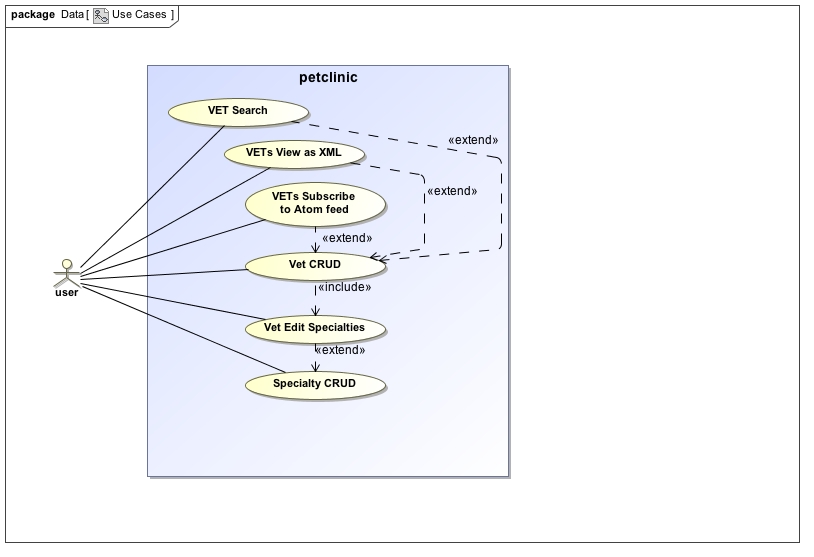 package Data [ Use Cases ]
petclinic
VET Search
«extend»
VETs View as XML
«extend»
VETs Subscribe
to Atom feed
«extend»
Vet CRUD
«include»
user
Vet Edit Specialties
«extend»
Specialty CRUD